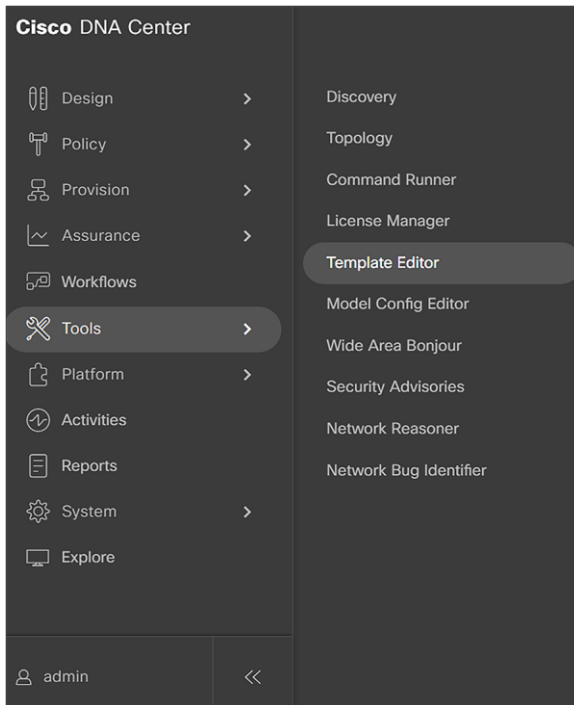 Cisco DNA Center
Design
Policy
Provision
Assurance
Workflows
Tools
Platform
Activities
Reports
System
Explore
admin
Discovery
Topology
Command Runner
License Manager
Template Editor
Model Config Editor
Wide Area Bonjour
Security Advisories
Network Reasoner
Network Bug Identifier